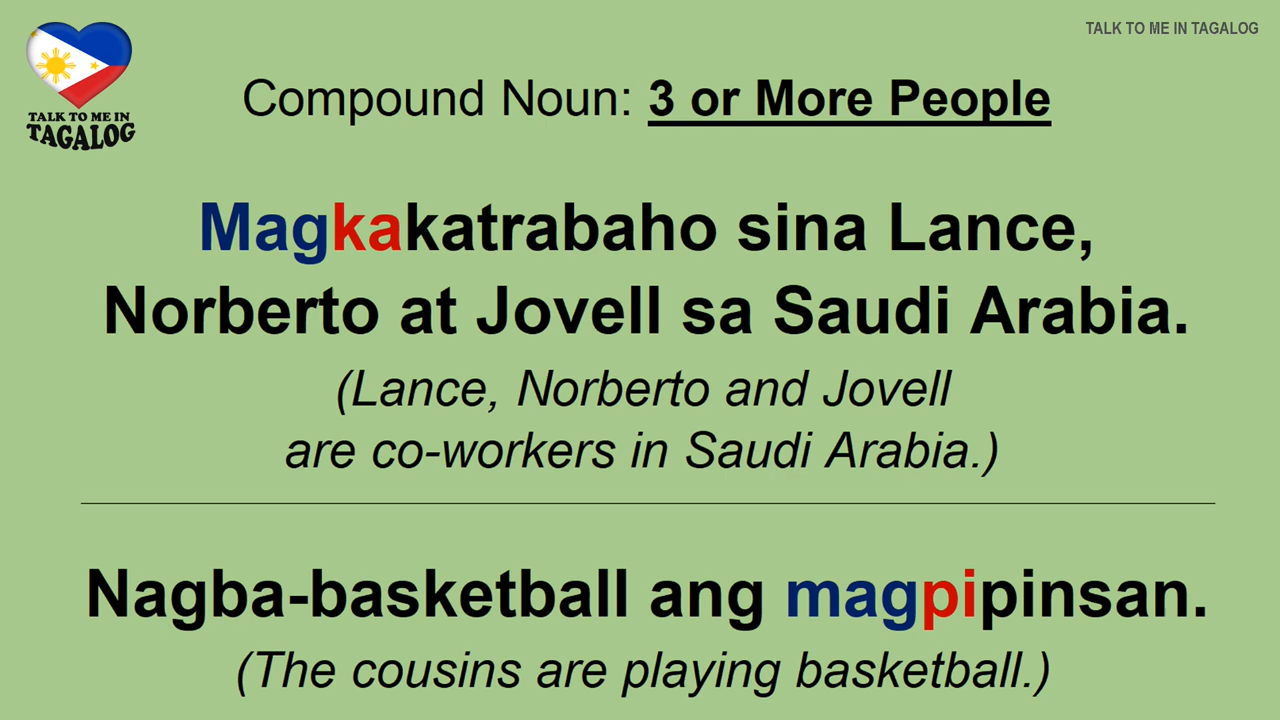 TALK TO ME IN TAGALOG
TALK TO ME IN
TAGALOG
Compound Noun: 3 or More People
Magkakatrabaho sina Lance,
Norberto at Jovell sa Saudi Arabia.
(Lance, Norberto and Jovell
are co-workers in Saudi Arabia.)
Nagba-basketball ang magpipinsan.
(The cousins are playing basketball.)